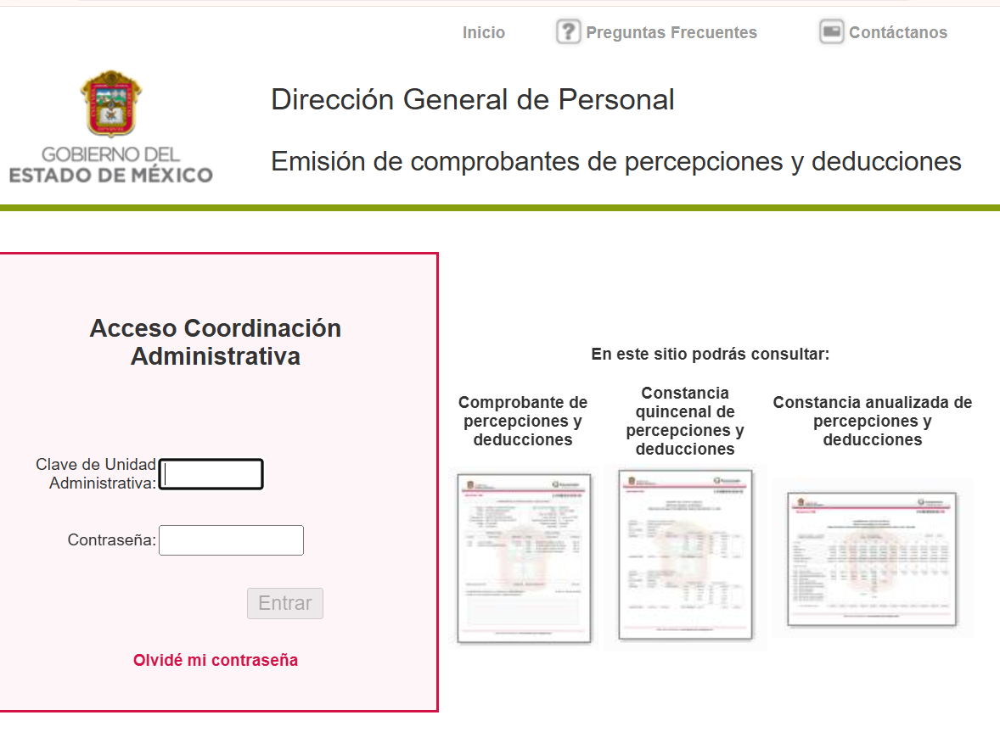 Inicio
Preguntas Frecuentes
Contáctanos
GOBIERNO DEL
ESTADO DE MÉXICO
Dirección General de Personal
Emisión de comprobantes de percepciones y deducciones
Acceso Coordinación
Administrativa
Clave de Unidad
Administrativa:
Contraseña:
Entrar
Olvidé mi contraseña
En este sitio podrás consultar:
Comprobante de
percepciones y
deducciones
Constancia
quincenal de
percepciones y
deducciones
Constancia anualizada de
percepciones y
deducciones